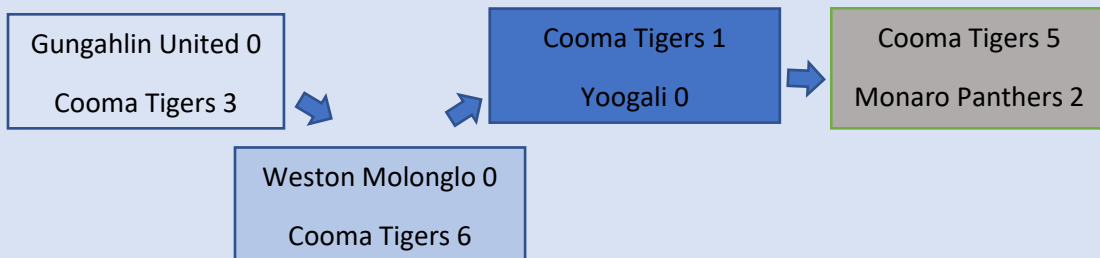 Gungahlin United 0
Cooma Tigers 3
Weston Molonglo 0
Cooma Tigers 6
Cooma Tigers 1
Yoogali 0
Cooma Tigers 5
Monaro Panthers 2